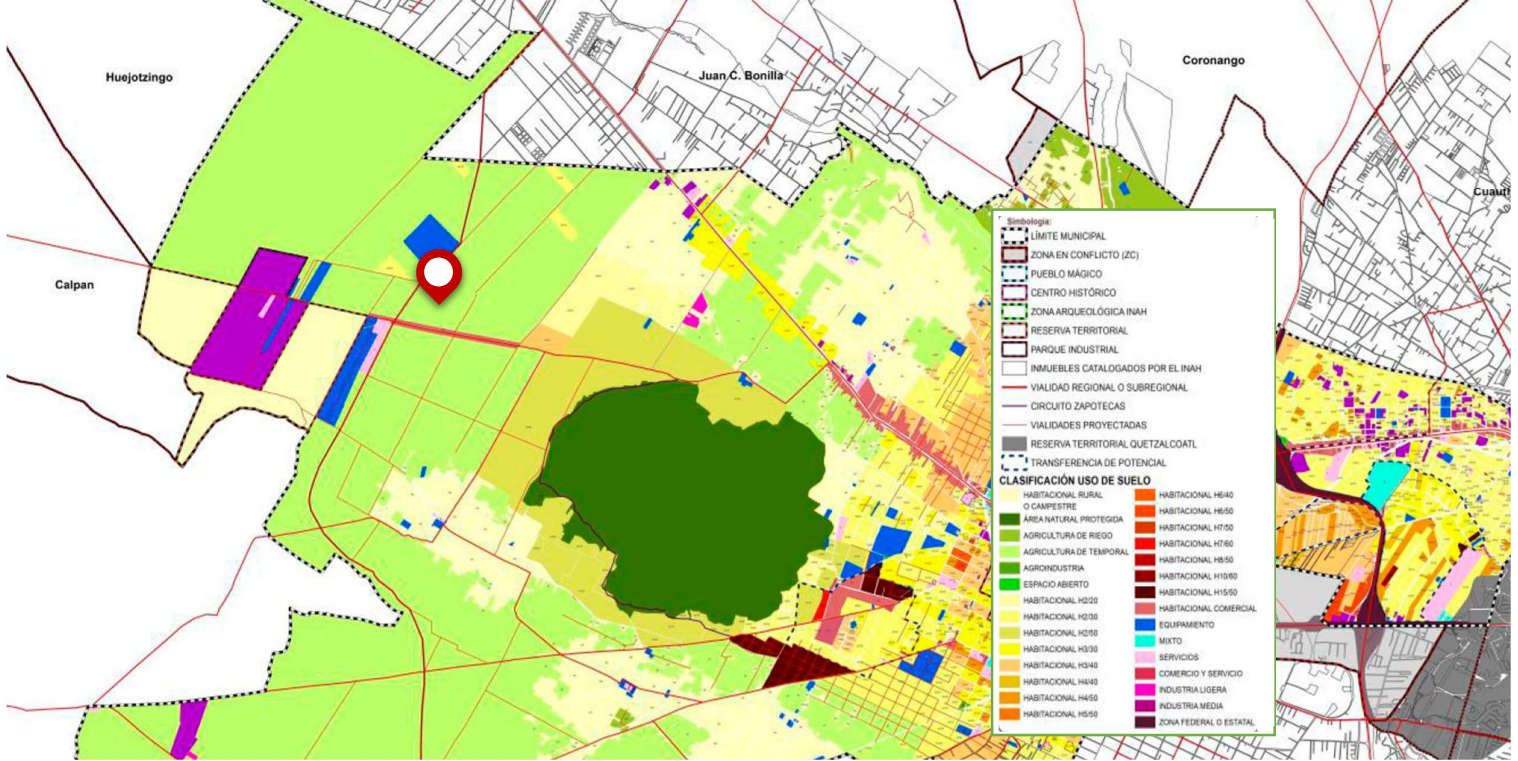 Huejotzingo
Juan C. Bonilla
Coronango
Cuautl
Calpan
Simbología:
LÍMITE MUNICIPAL
ZONA EN CONFLICTO (ZC)
PUEBLO MÁGICO
CENTRO HISTÓRICO
ZONA ARQUEOLÓGICA INAH
RESERVA TERRITORIAL
PARQUE INDUSTRIAL
INMUEBLES CATALOGADOS POR EL INAH
VIALIDAD REGIONAL O SUBREGIONAL
CIRCUITO ZAPOTECAS
VIALIDADES PROYECTADAS
RESERVA TERRITORIAL QUETZALCOATL
TRANSFERENCIA DE POTENCIAL
CLASIFICACIÓN USO DE SUELO
HABITACIONAL RURAL
O CAMPESTRE
ÁREA NATURAL PROTEGIDA
AGRICULTURA DE RIEGO
AGRICULTURA DE TEMPORAL
AGROINDUSTRIA
ESPACIO ABIERTO
HABITACIONAL H2/20
HABITACIONAL H2/30
HABITACIONAL H2/50
HABITACIONAL H3/30
HABITACIONAL H3/40
HABITACIONAL H4/40
HABITACIONAL H4/50
HABITACIONAL H5/50
HABITACIONAL H6/40
HABITACIONAL H6/50
HABITACIONAL H7/50
HABITACIONAL H7/60
HABITACIONAL H8/50
HABITACIONAL H10/60
HABITACIONAL H15/50
HABITACIONAL COMERCIAL
EQUIPAMIENTO
MIXTO
SERVICIOS
COMERCIO Y SERVICIO
INDUSTRIA LIGERA
INDUSTRIA MEDIA
ZONA FEDERAL O ESTATAL